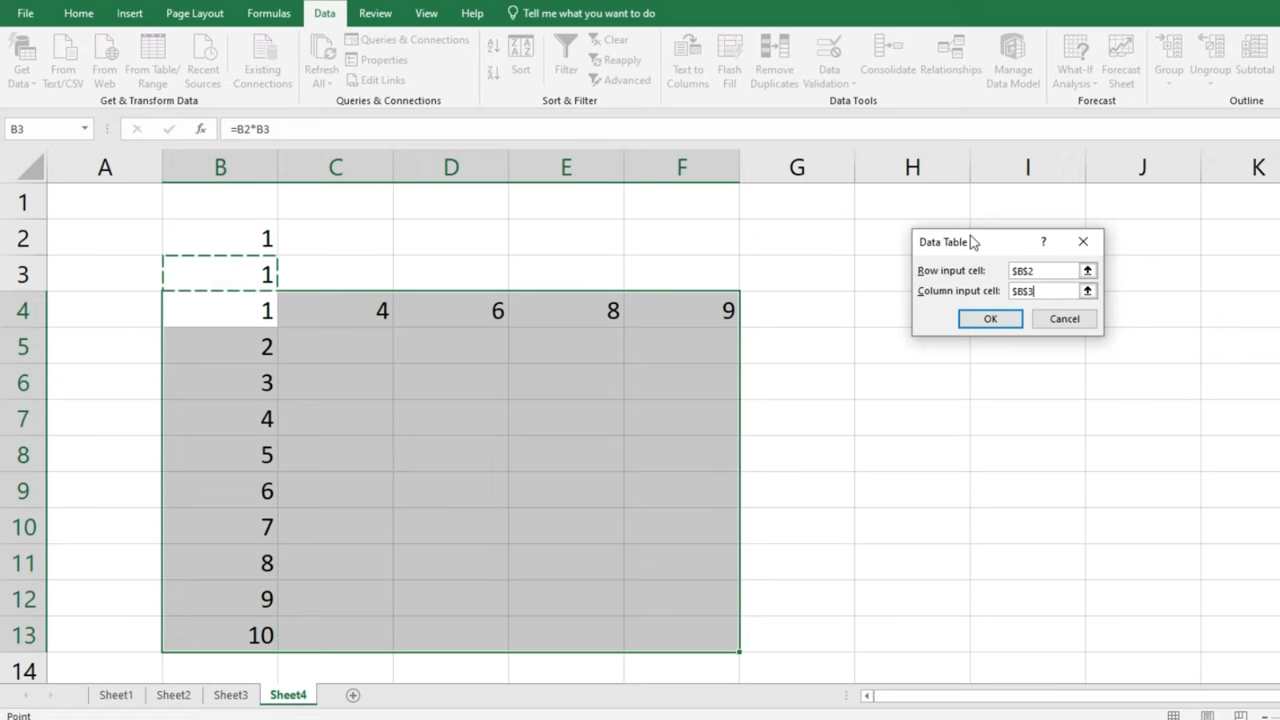 File Home Insert Page Layout Formulas Data Review View Help Tell me what you want to do
Get Data From Text/CSV From Web From Table/ Range Recent Sources Existing Connections
Get & Transform Data
Refresh All Queries & Connections Properties Edit Links
Queries & Connections
Sort Filter Clear Reapply Advanced
Sort & Filter
Text to Columns Flash Fill Remove Duplicates Data Validation Consolidate Relationships Manage Data Model
Data Tools
What-If Analysis Forecast Sheet
Forecast
Group Ungroup Subtotal
Outline
B3 fx =B2*B3
A B C D E F G H I J K
1
2 1
3 1
4 1 4 6 8 9
5 2
6 3
7 4
8 5
9 6
10 7
11 8
12 9
13 10
14
Data Table ?
Row input cell: $B$2
Column input cell: $B$3
OK Cancel
Sheet1 Sheet2 Sheet3 Sheet4
Point